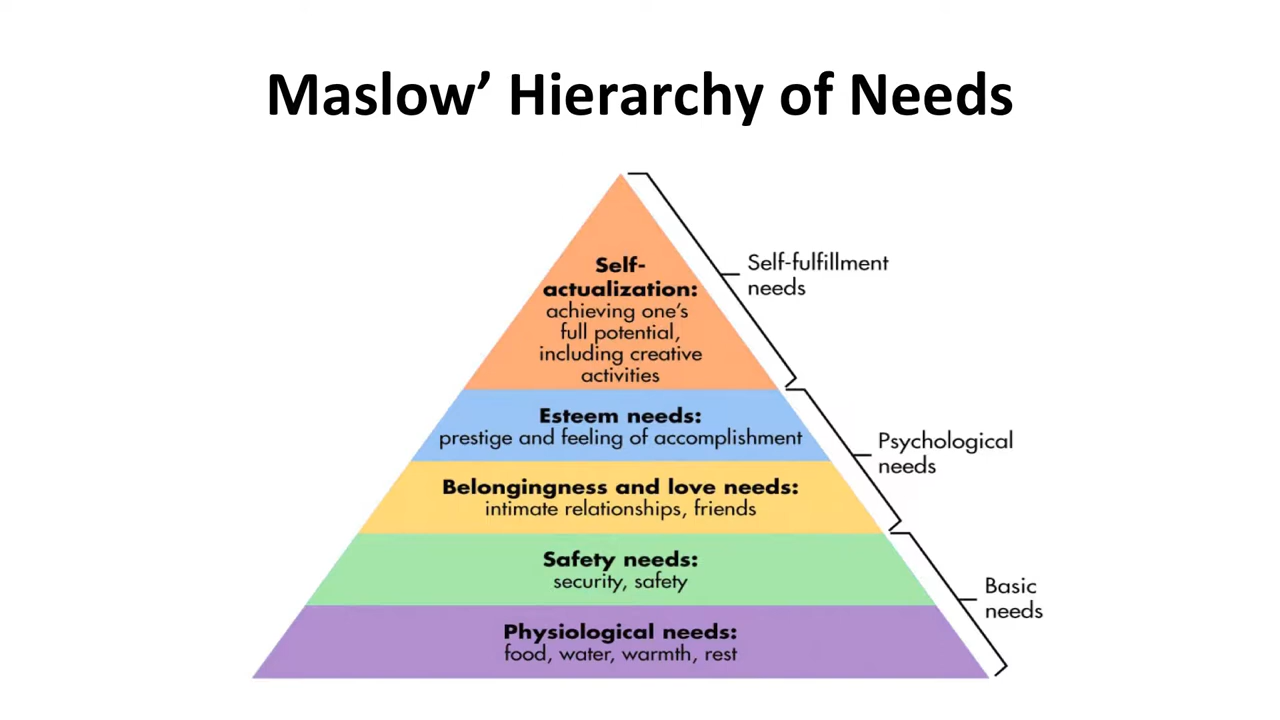 Maslow’ Hierarchy of Needs
Self-
actualization:
achieving one’s
full potential,
including creative
activities
Self-fulfillment
needs
Esteem needs:
prestige and feeling of accomplishment
Psychological
needs
Belongingness and love needs:
intimate relationships, friends
Safety needs:
security, safety
Basic
needs
Physiological needs:
food, water, warmth, rest